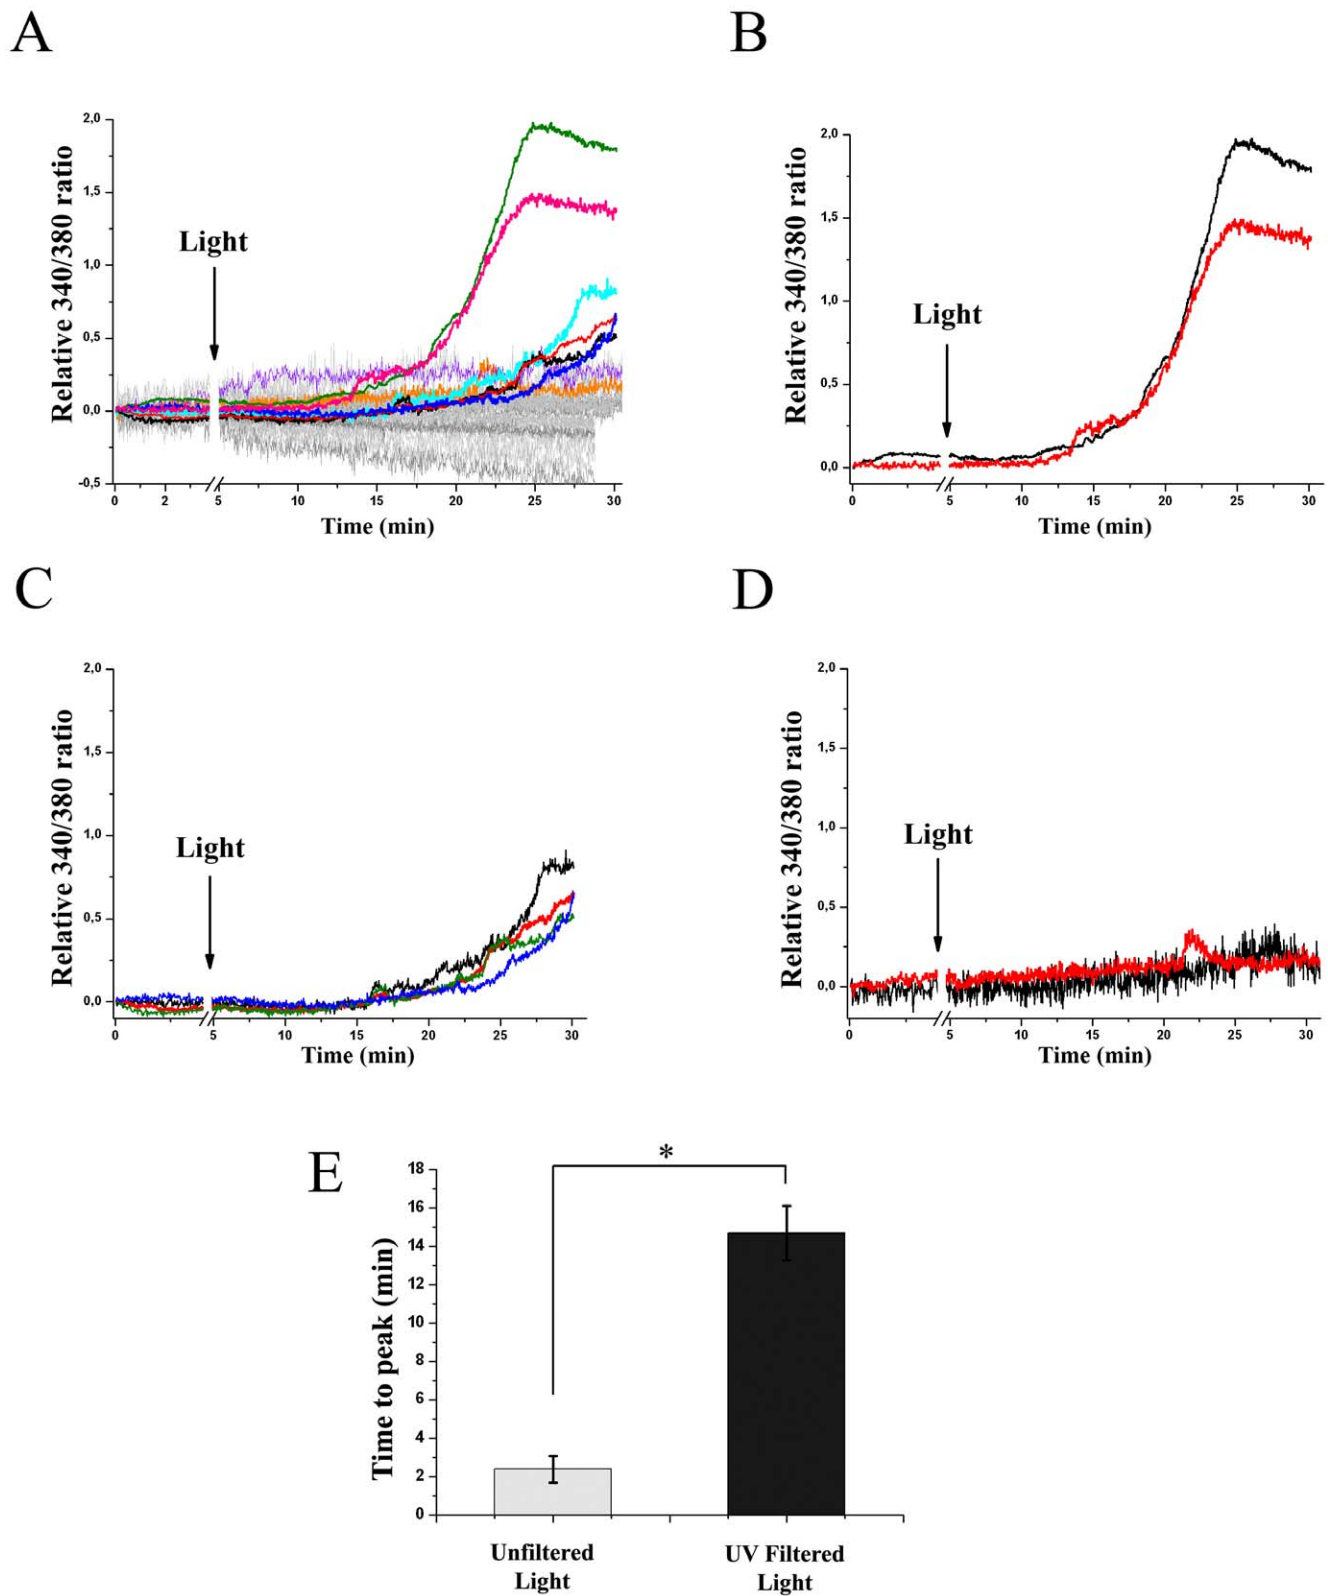 A
B
2,0
1,5
1,0
0,5
0,0
-0,5
Relative 340/380 ratio
Light
0 2 5 10 15 20 25 30
Time (min)
2,0
1,5
1,0
0,5
0,0
Relative 340/380 ratio
Light
0 5 10 15 20 25 30
Time (min)
C
D
2,0
1,5
1,0
0,5
0,0
Relative 340/380 ratio
Light
0 5 10 15 20 25 30
Time (min)
2,0
1,5
1,0
0,5
0,0
Relative 340/380 ratio
Light
0 5 10 15 20 25 30
Time (min)
E
*
18
16
14
12
10
8
6
4
2
0
Time to peak (min)
Unfiltered
Light
UV Filtered
Light